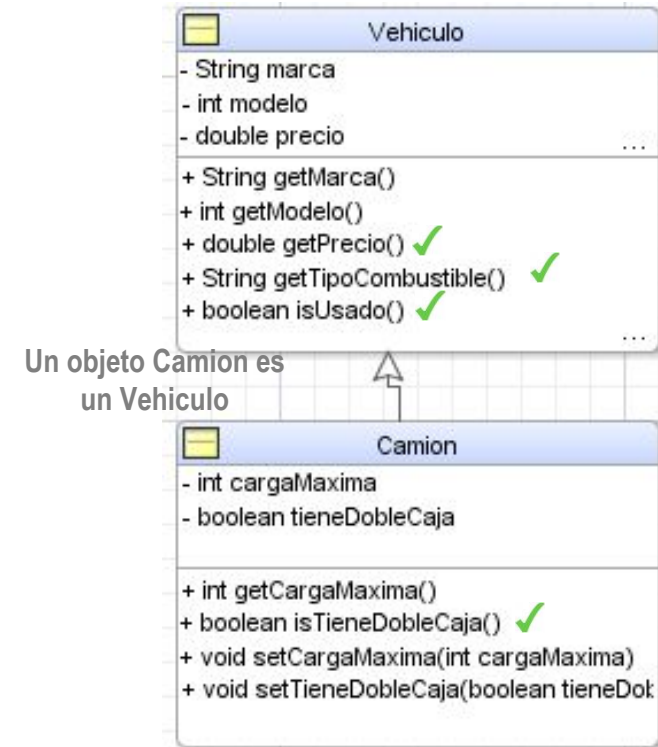 Vehiculo
- String marca
- int modelo
- double precio
...
+ String getMarca()
+ int getModelo()
+ double getPrecio()
+ String getTipoCombustible()
+ boolean isUsado()
...
Un objeto Camion es
un Vehiculo
Camion
- int cargaMaxima
- boolean tieneDobleCaja
+ int getCargaMaxima()
+ boolean isTieneDobleCaja()
+ void setCargaMaxima(int cargaMaxima)
+ void setTieneDobleCaja(boolean tieneDob